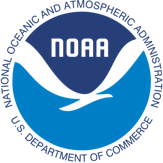 NATIONAL OCEANIC AND ATMOSPHERIC ADMINISTRATION
NOAA
U.S. DEPARTMENT OF COMMERCE